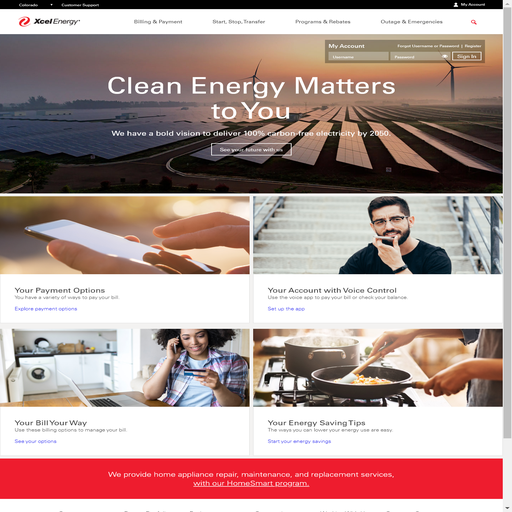 Colorado
Customer Support
My Account
Xcel Energy
Billing & Payment
Start, Stop, Transfer
Programs & Rebates
Outage & Emergencies
My Account
Forgot Username or Password | Register
Username
Password
Sign In
Clean Energy Matters
to You
We have a bold vision to deliver 100% carbon-free electricity by 2050.
See your future with us
Your Payment Options
You have a variety of ways to pay your bill.
Explore payment options
Your Account with Voice Control
Use the voice app to pay your bill or check your balance.
Set up the app
Your Bill Your Way
Use these billing options to manage your bill.
See your options
Your Energy Saving Tips
The ways you can lower your energy use are easy.
Start your energy savings
We provide home appliance repair, maintenance, and replacement services,
with our HomeSmart program.